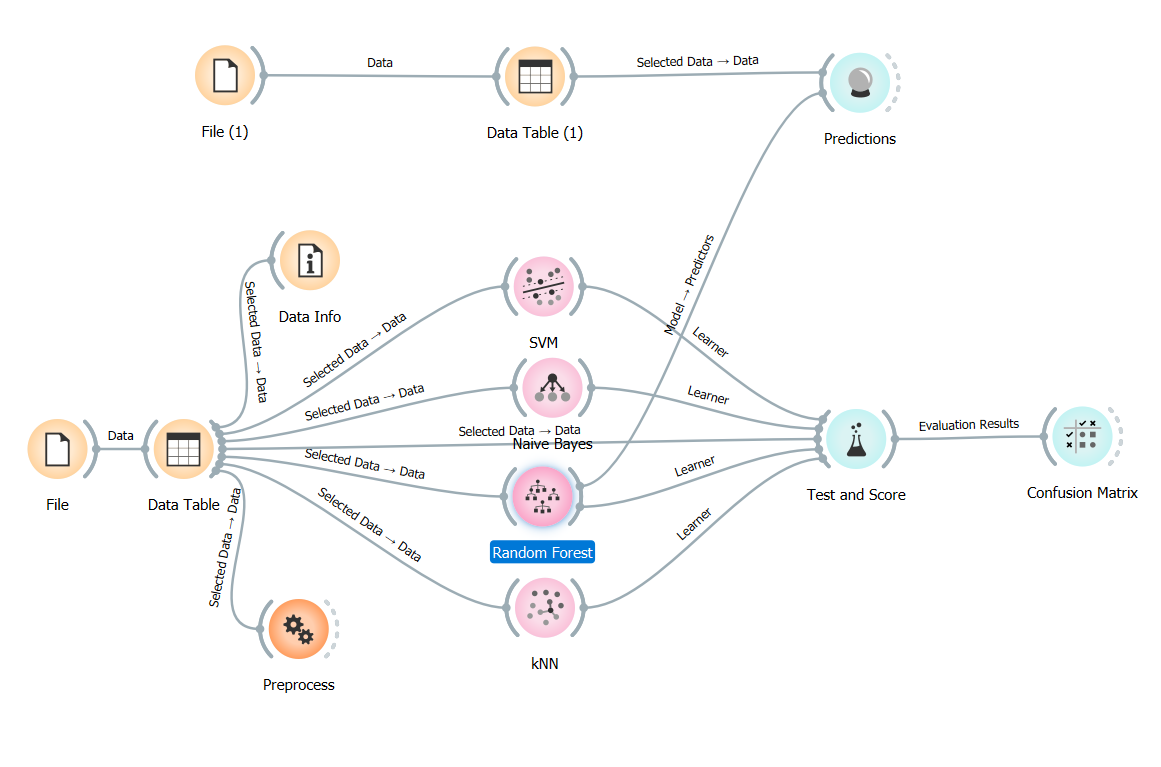 Data
Selected Data → Data
File (1)
Data Table (1)
Predictions
Model → Predictors
Data Info
Selected Data → Data
Selected Data → Data
SVM
Learner
Selected Data → Data
Learner
Selected Data → Data
Naive Bayes
Evaluation Results
Data
Selected Data → Data
Learner
File
Data Table
Test and Score
Confusion Matrix
Selected Data → Data
Selected Data → Data
Learner
Random Forest
kNN
Preprocess